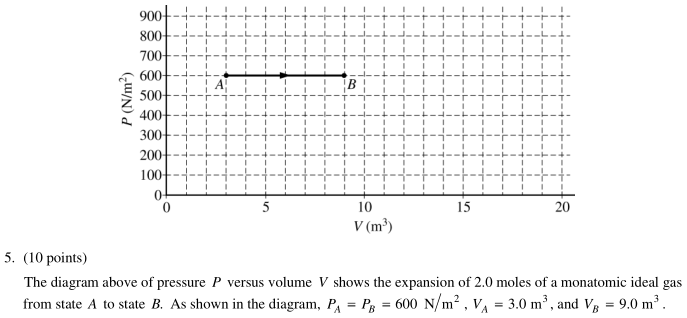 900
800
700
600
500
400
300
200
100
0
P (N/m²)
A
B
0 5 10 15 20
V (m³)
5. (10 points)
The diagram above of pressure P versus volume V shows the expansion of 2.0 moles of a monatomic ideal gas
from state A to state B. As shown in the diagram, P_A = P_B = 600 N/m², V_A = 3.0 m³, and V_B = 9.0 m³.